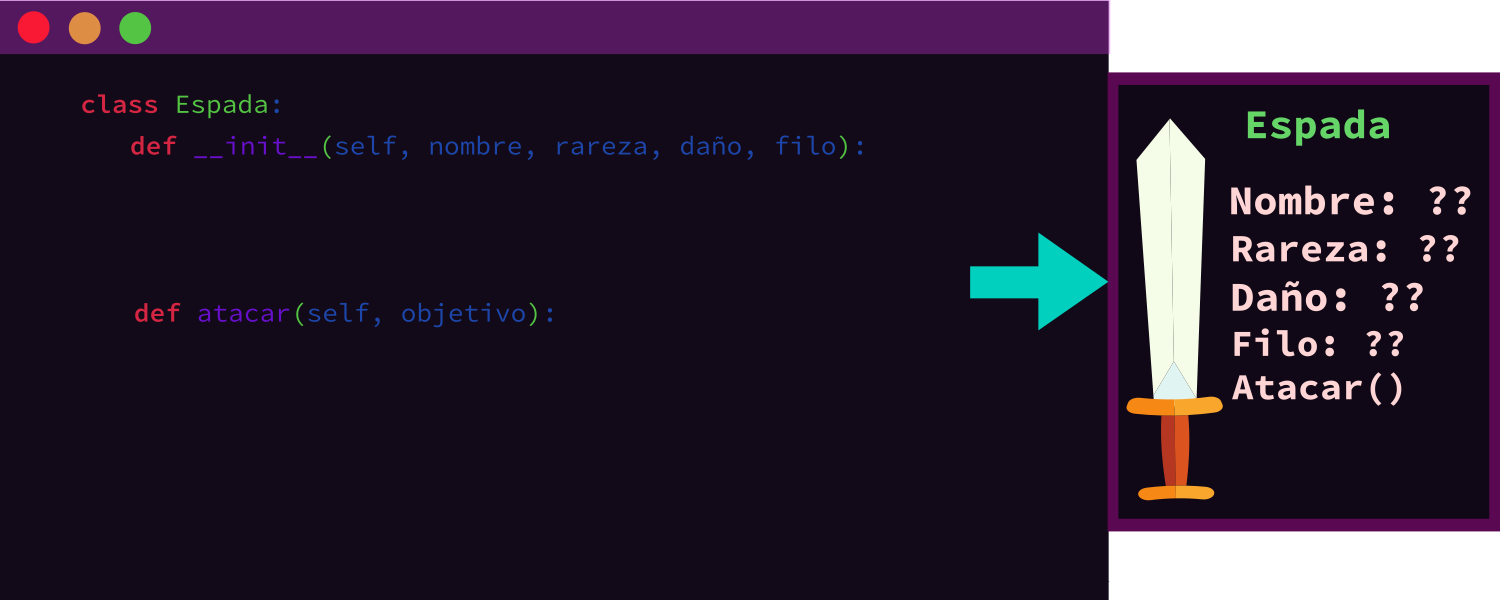 class Espada:
def __init__(self, nombre, rareza, daño, filo):
def atacar(self, objetivo):
Espada
Nombre: ??
Rareza: ??
Daño: ??
Filo: ??
Atacar()